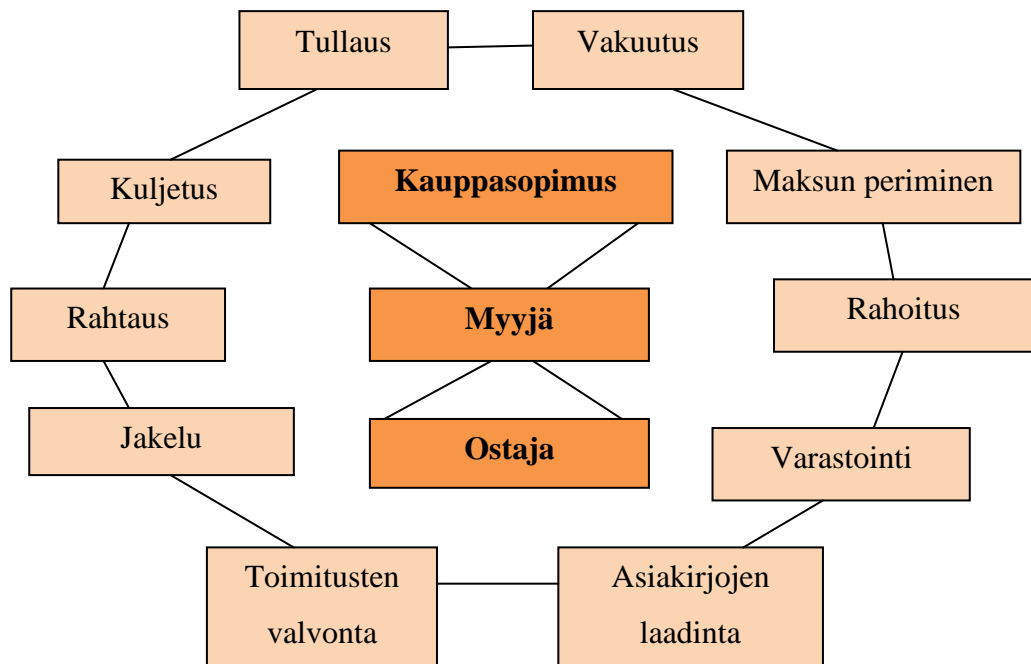 Tullaus
Vakuutus
Kuljetus
Kauppasopimus
Maksun periminen
Rahtaus
Myyjä
Rahoitus
Jakelu
Ostaja
Varastointi
Toimitusten
valvonta
Asiakirjojen
laadinta